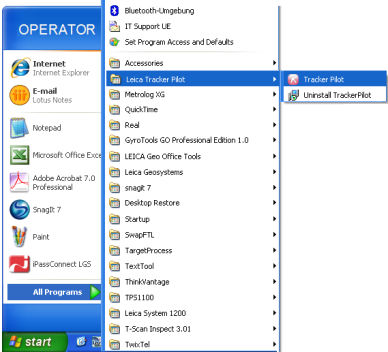 OPERATOR
Internet
Internet Explorer
E-mail
Lotus Notes
Notepad
Microsoft Office Exce
Adobe Acrobat 7.0
Professional
SnagIt 7
Paint
iPassConnect LGS
All Programs
start
Bluetooth-Umgebung
IT Support UE
Set Program Access and Defaults
Accessories
Leica Tracker Pilot
Metrolog XG
QuickTime
Real
GyroTools GO Professional Edition 1.0
LEICA Geo Office Tools
Leica Geosystems
snagit 7
Desktop Restore
Startup
SwapFTL
TargetProcess
TextTool
ThinkVantage
TPS1100
Leica System 1200
T-Scan Inspect 3.01
TwixTel
Tracker Pilot
Uninstall TrackerPilot